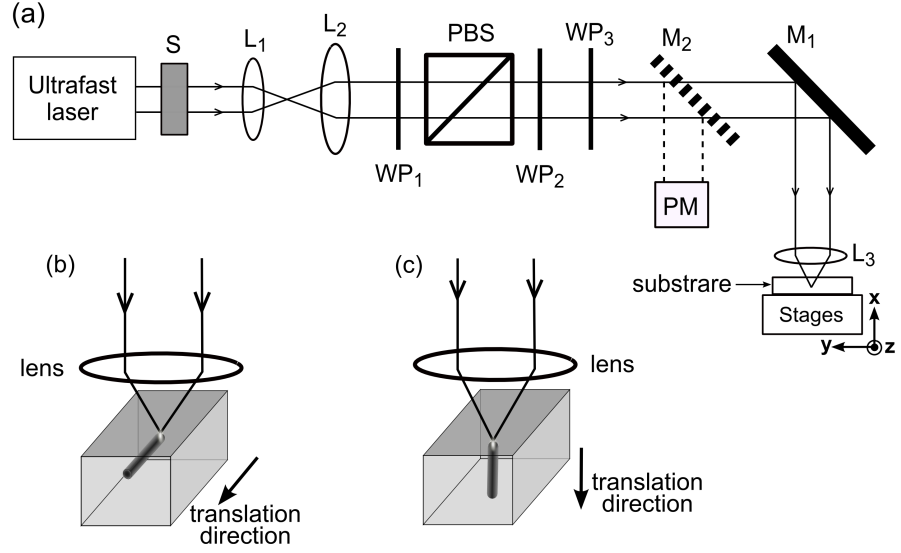 (a)
Ultrafast
laser
S
L1
L2
WP1
PBS
WP2
WP3
M2
PM
M1
L3
substrare
Stages
x
y
z
(b)
lens
translation
direction
(c)
lens
translation
direction